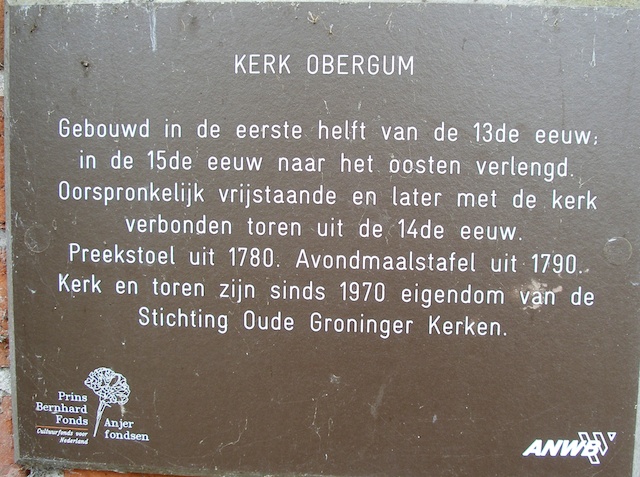 KERK OBERGUM
Gebouwd in de eerste helft van de 13de eeuw;
in de 15de eeuw naar het oosten verlengd.
Oorspronkelijk vrijstaande en later met de kerk
verbonden toren uit de 14de eeuw.
Preekstoel uit 1780. Avondmaalstafel uit 1790.
Kerk en toren zijn sinds 1970 eigendom van de
Stichting Oude Groninger Kerken.
Prins
Bernhard
Fonds
Cultuurfonds voor
Nederland
Anjer
fondsen
ANWB